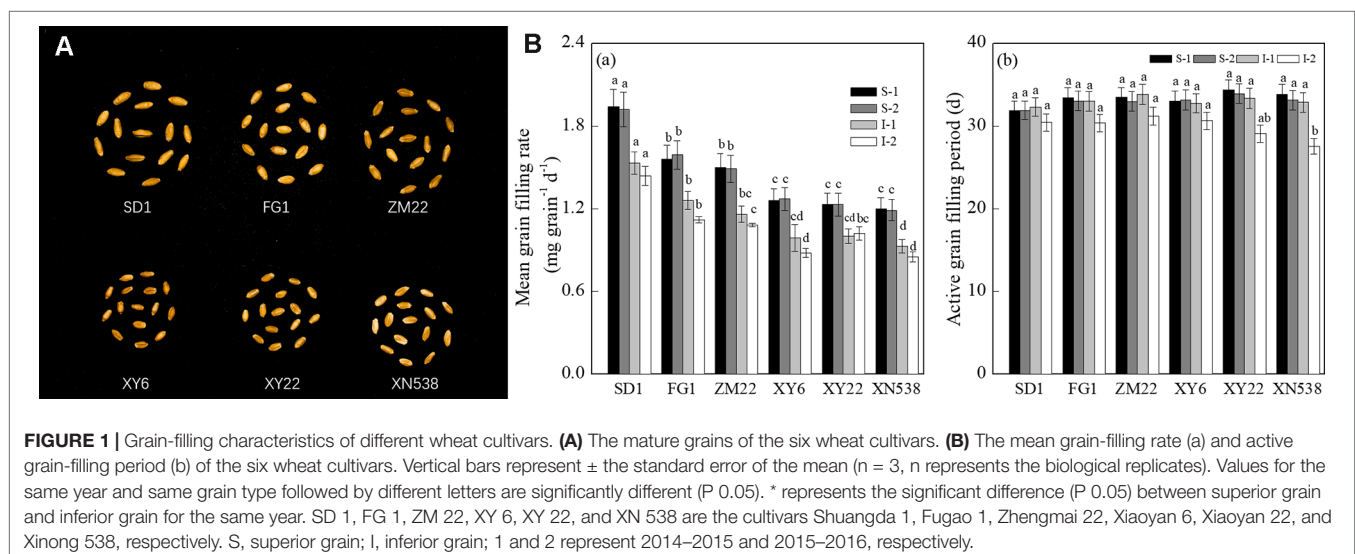 A
SD1 FG1 ZM22
XY6 XY22 XN538
B
(a)
Mean grain filling rate
(mg grain⁻¹ d⁻¹)
2.4
1.8
1.2
0.6
0.0
S-1
S-2
I-1
I-2
a a a a b b b b b b bc c c c cd d c c cd bc c c d d
SD1 FG1 ZM22 XY6 XY22 XN538
(b)
Active grain filling period (d)
40
30
20
10
0
S-1 S-2 I-1 I-2
a a a a a a a a a a a a a a a a a a a ab a a a b
SD1 FG1 ZM22 XY6 XY22 XN538
FIGURE 1 | Grain-filling characteristics of different wheat cultivars. (A) The mature grains of the six wheat cultivars. (B) The mean grain-filling rate (a) and active
grain-filling period (b) of the six wheat cultivars. Vertical bars represent ± the standard error of the mean (n = 3, n represents the biological replicates). Values for the
same year and same grain type followed by different letters are significantly different (P 0.05). * represents the significant difference (P 0.05) between superior grain
and inferior grain for the same year. SD 1, FG 1, ZM 22, XY 6, XY 22, and XN 538 are the cultivars Shuangda 1, Fugao 1, Zhengmai 22, Xiaoyan 6, Xiaoyan 22, and
Xinong 538, respectively. S, superior grain; I, inferior grain; 1 and 2 represent 2014–2015 and 2015–2016, respectively.